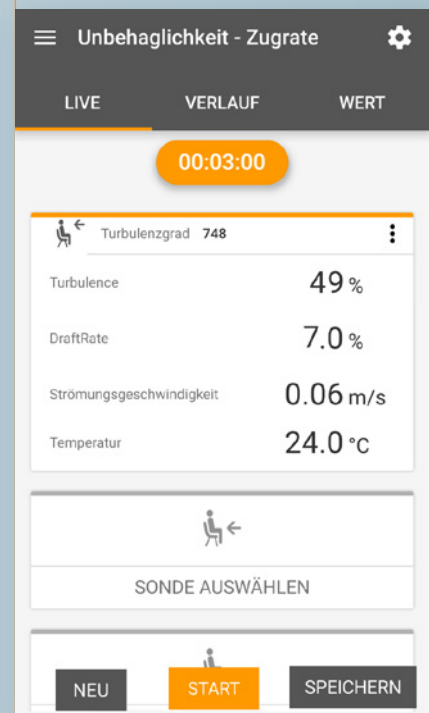 Unbehaglichkeit - Zugrate
LIVE VERLAUF WERT
00:03:00
Turbulenzgrad 748
Turbulence 49 %
DraftRate 7.0 %
Strömungsgeschwindigkeit 0.06 m/s
Temperatur 24.0 °C
SONDE AUSWÄHLEN
NEU START SPEICHERN